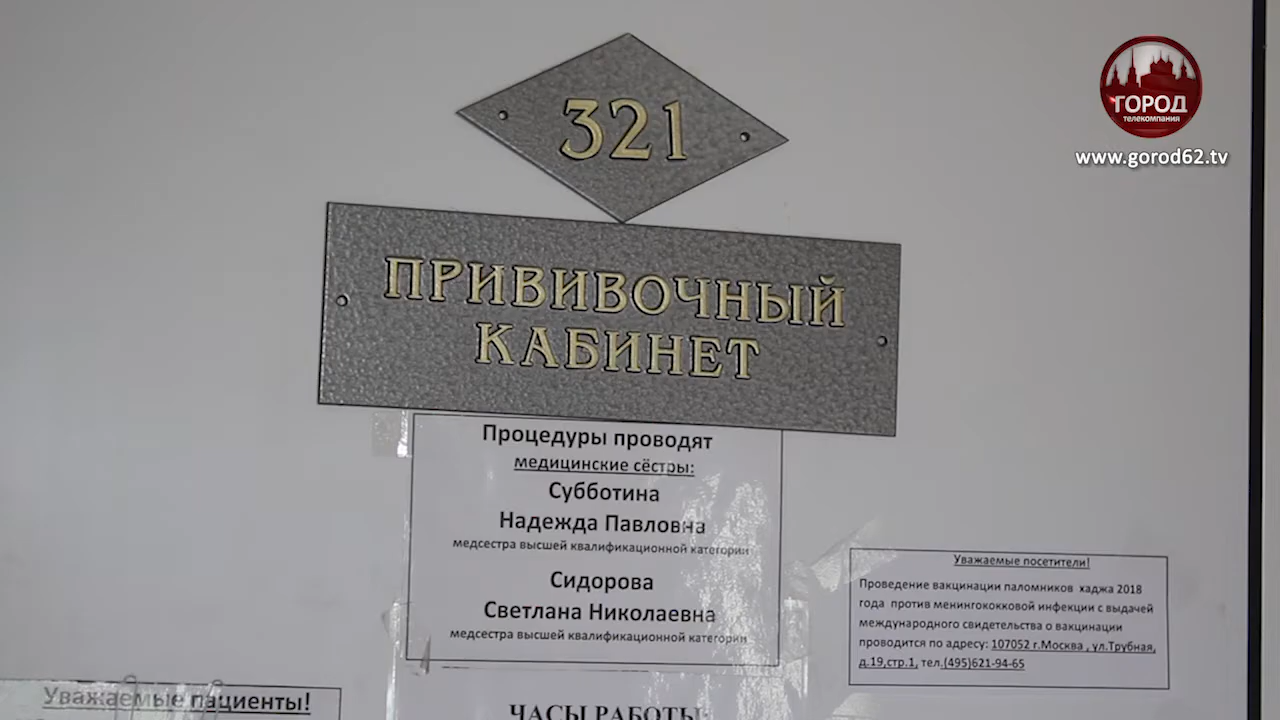 ГОРОД
телекомпания
www.gorod62.tv
321
ПРИВИВОЧНЫЙ
КАБИНЕТ
Процедуры проводят
медицинские сёстры:
Субботина
Надежда Павловна
медсестра высшей квалификационной категории
Сидорова
Светлана Николаевна
медсестра высшей квалификационной категории
Уважаемые посетители!
Проведение вакцинации паломников хаджа 2018
года против менингококковой инфекции с выдачей
международного свидетельства о вакцинации
проводится по адресу: 107052 г.Москва , ул.Трубная,
д.19,стр.1, тел.(495)621-94-65
Уважаемые пациенты!
ЧАСЫ РАБОТЫ: